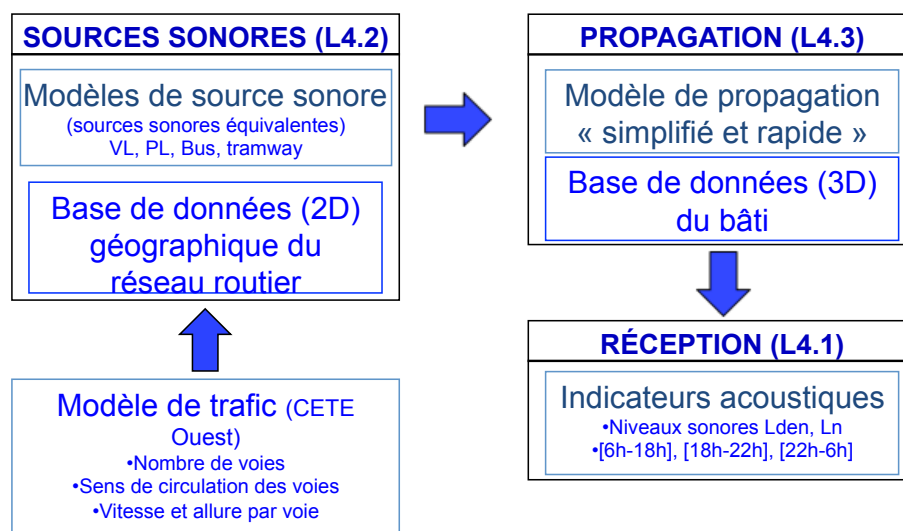 SOURCES SONORES (L4.2)
Modèles de source sonore
(sources sonores équivalentes)
VL, PL, Bus, tramway
Base de données (2D)
géographique du
réseau routier
Modèle de trafic (CETE
Ouest)
•Nombre de voies
•Sens de circulation des voies
•Vitesse et allure par voie
PROPAGATION (L4.3)
Modèle de propagation
« simplifié et rapide »
Base de données (3D)
du bâti
RÉCEPTION (L4.1)
Indicateurs acoustiques
•Niveaux sonores Lden, Ln
•[6h-18h], [18h-22h], [22h-6h]